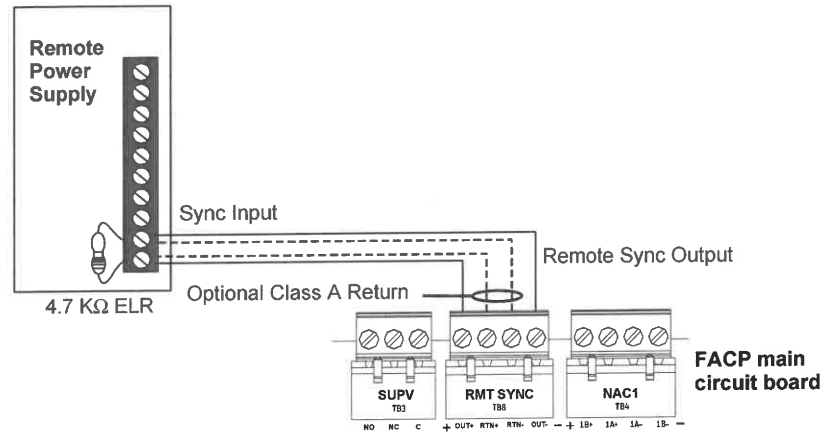 Remote
Power
Supply
Sync Input
Remote Sync Output
Optional Class A Return
4.7 KΩ ELR
SUPV
TB3
RMT SYNC
TB8
NAC1
TB4
FACP main
circuit board
NO NC C
+ OUT+ RTN+ RTN- OUT- −
+ 1B+ 1A+ 1A- 1B- −